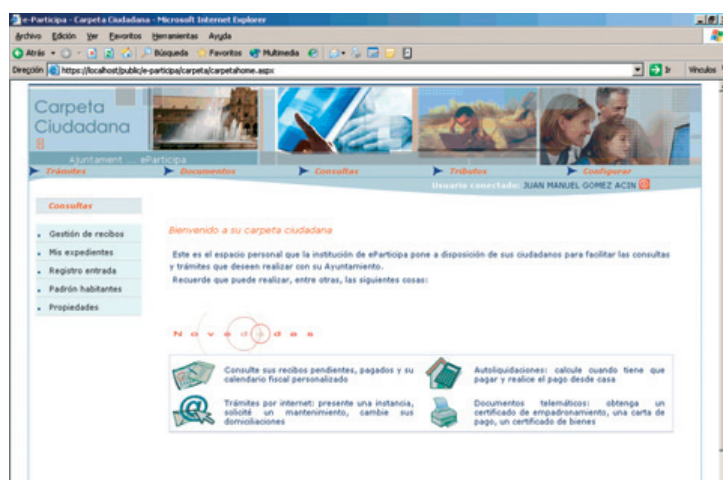 e-Participa - Carpeta Ciudadana - Microsoft Internet Explorer
Archivo Edición Ver Favoritos Herramientas Ayuda
Atrás Búsqueda Favoritos Multimedia
Dirección https://localhost/public/e-participa/carpeta/carpetahome.aspx Ir Vínculos
Carpeta
Ciudadana
Ajuntament ... eParticipa
Trámites Documentos Consultas Tributos Configurar
Usuario conectado: JUAN MANUEL GOMEZ ACIN
Consultas
Gestión de recibos
Mis expedientes
Registro entrada
Padrón habitantes
Propiedades
Bienvenido a su carpeta ciudadana
Este es el espacio personal que la institución de eParticipa pone a disposición de sus ciudadanos para facilitar las consultas
y trámites que deseen realizar con su Ayuntamiento.
Recuerde que puede realizar, entre otras, las siguientes cosas:
Novedades
Consulte sus recibos pendientes, pagados y su
calendario fiscal personalizado
Trámites por internet: presente una instancia,
solicité un mantenimiento, cambie sus
domiciliaciones
Autoliquidaciones: calcule cuando tiene que
pagar y realice el pago desde casa
Documentos telemáticos: obtenga un
certificado de empadronamiento, una carta de
pago, un certificado de bienes